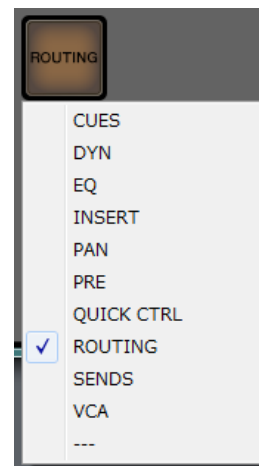 ROUTING
CUES
DYN
EQ
INSERT
PAN
PRE
QUICK CTRL
ROUTING
SENDS
VCA
---